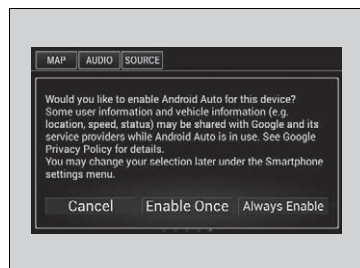 MAP AUDIO SOURCE
Would you like to enable Android Auto for this device?
Some user information and vehicle information (e.g.
location, speed, status) may be shared with Google and its
service providers while Android Auto is in use. See Google
Privacy Policy for details.
You may change your selection later under the Smartphone
settings menu.
Cancel Enable Once Always Enable